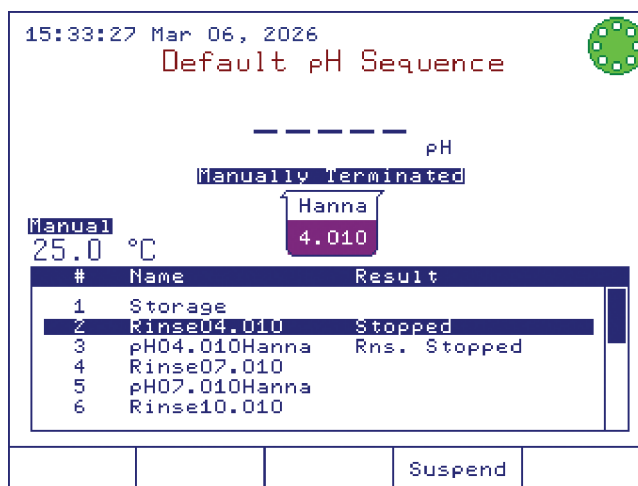 15:33:27 Mar 06, 2026
Default pH Sequence
----- pH
Manually Terminated
Hanna
4.010
Manual
25.0 °C
# Name Result
1 Storage
2 Rinse04.010 Stopped
3 pH04.010Hanna Rns. Stopped
4 Rinse07.010
5 pH07.010Hanna
6 Rinse10.010
Suspend